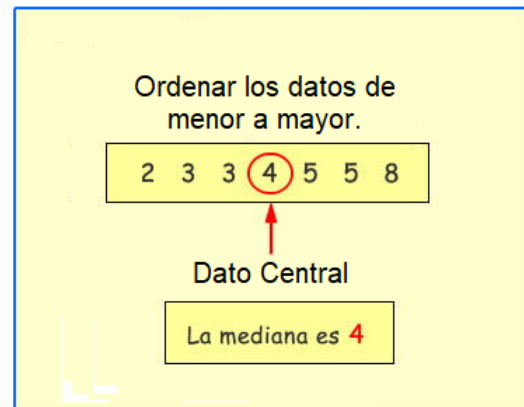 Ordenar los datos de
menor a mayor.
2 3 3 4 5 5 8
Dato Central
La mediana es 4